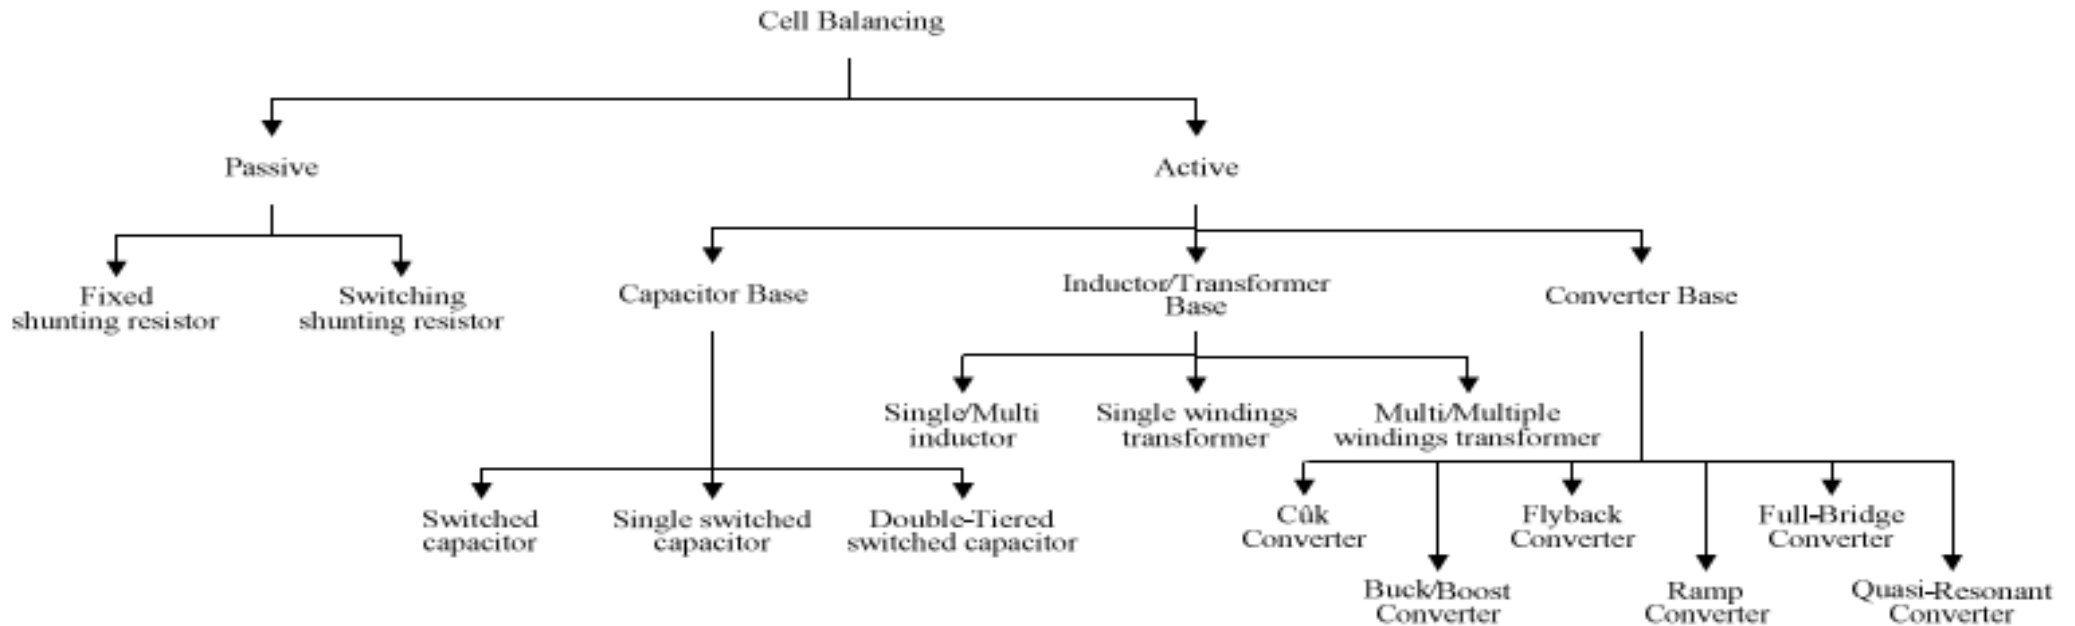 Cell Balancing
Passive
Active
Fixed
shunting resistor
Switching
shunting resistor
Capacitor Base
Inductor/Transformer
Base
Converter Base
Single/Multi
inductor
Single windings
transformer
Multi/Multiple
windings transformer
Switched
capacitor
Single switched
capacitor
Double-Tiered
switched capacitor
Cûk
Converter
Buck/Boost
Converter
Flyback
Converter
Ramp
Converter
Full-Bridge
Converter
Quasi-Resonant
Converter